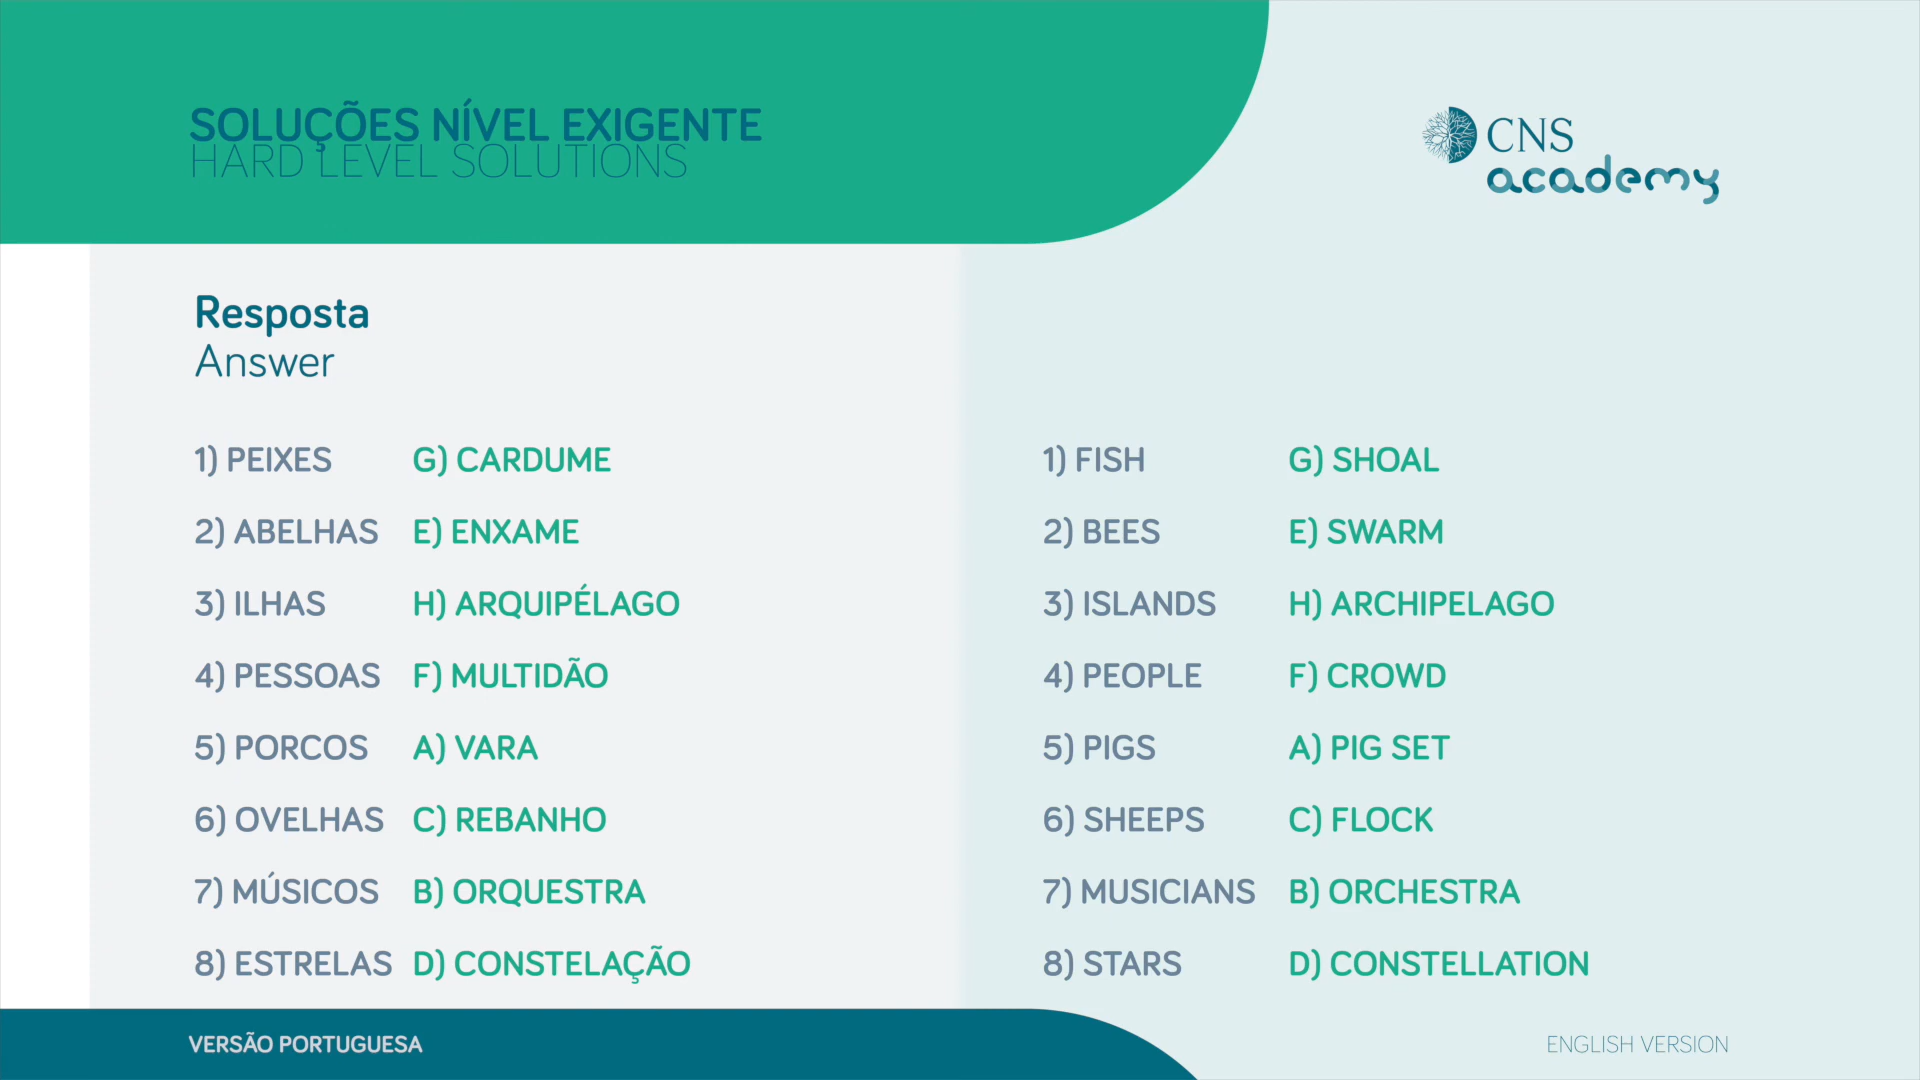 SOLUÇÕES NÍVEL EXIGENTE
HARD LEVEL SOLUTIONS
CNS
academy
Resposta
Answer
1) PEIXES G) CARDUME
2) ABELHAS E) ENXAME
3) ILHAS H) ARQUIPÉLAGO
4) PESSOAS F) MULTIDÃO
5) PORCOS A) VARA
6) OVELHAS C) REBANHO
7) MÚSICOS B) ORQUESTRA
8) ESTRELAS D) CONSTELAÇÃO
1) FISH G) SHOAL
2) BEES E) SWARM
3) ISLANDS H) ARCHIPELAGO
4) PEOPLE F) CROWD
5) PIGS A) PIG SET
6) SHEEPS C) FLOCK
7) MUSICIANS B) ORCHESTRA
8) STARS D) CONSTELLATION
VERSÃO PORTUGUESA
ENGLISH VERSION